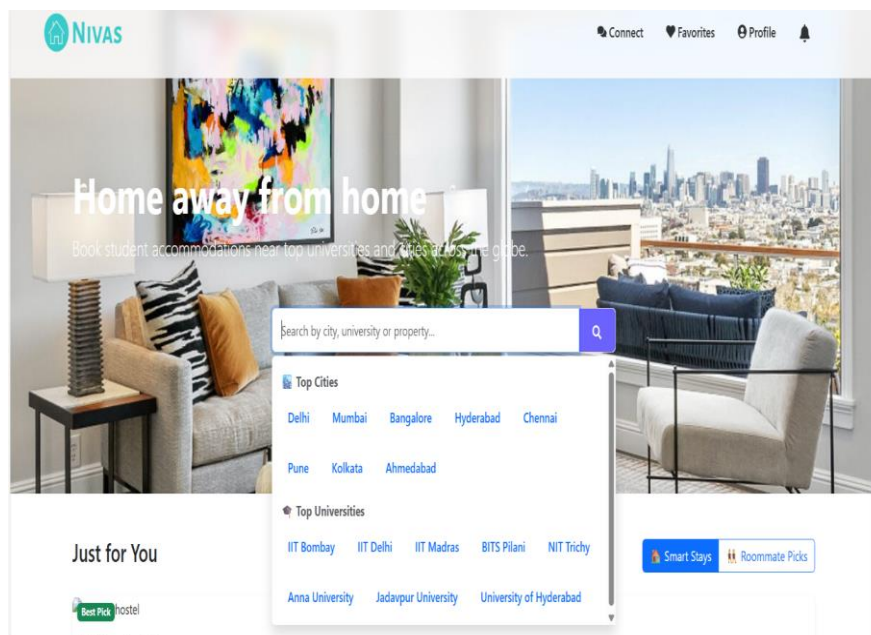 NIVAS
Connect Favorites Profile
Home away from home
Book student accommodations near top universities and cities across the globe.
Search by city, university or property...
Top Cities
Delhi Mumbai Bangalore Hyderabad Chennai
Pune Kolkata Ahmedabad
Top Universities
IIT Bombay IIT Delhi IIT Madras BITS Pilani NIT Trichy
Just for You
Smart Stays Roommate Picks
Anna University Jadavpur University University of Hyderabad
Best Pick hostel